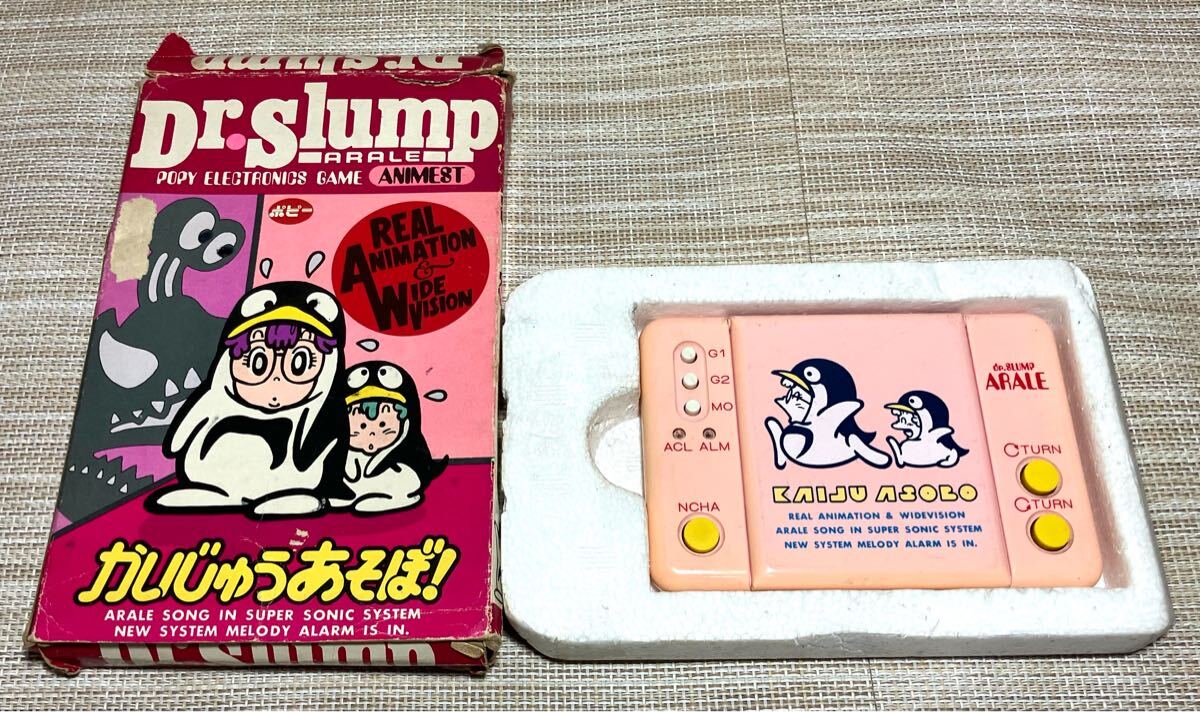 Dr.Slump
Dr.Slump
ARALE
POPY ELECTRONICS GAME ANIMEST
ポピー
REAL
ANIMATION
&
WIDE
VISION
かいじゅうあそぼ!
ARALE SONG IN SUPER SONIC SYSTEM
NEW SYSTEM MELODY ALARM IS IN.
Dr.Slump
G1
G2
MO
ACL ALM
NCHA
KAIJU ASOBO
REAL ANIMATION & WIDEVISION
ARALE SONG IN SUPER SONIC SYSTEM
NEW SYSTEM MELODY ALARM IS IN.
dr.SLUMP
ARALE
TURN
TURN